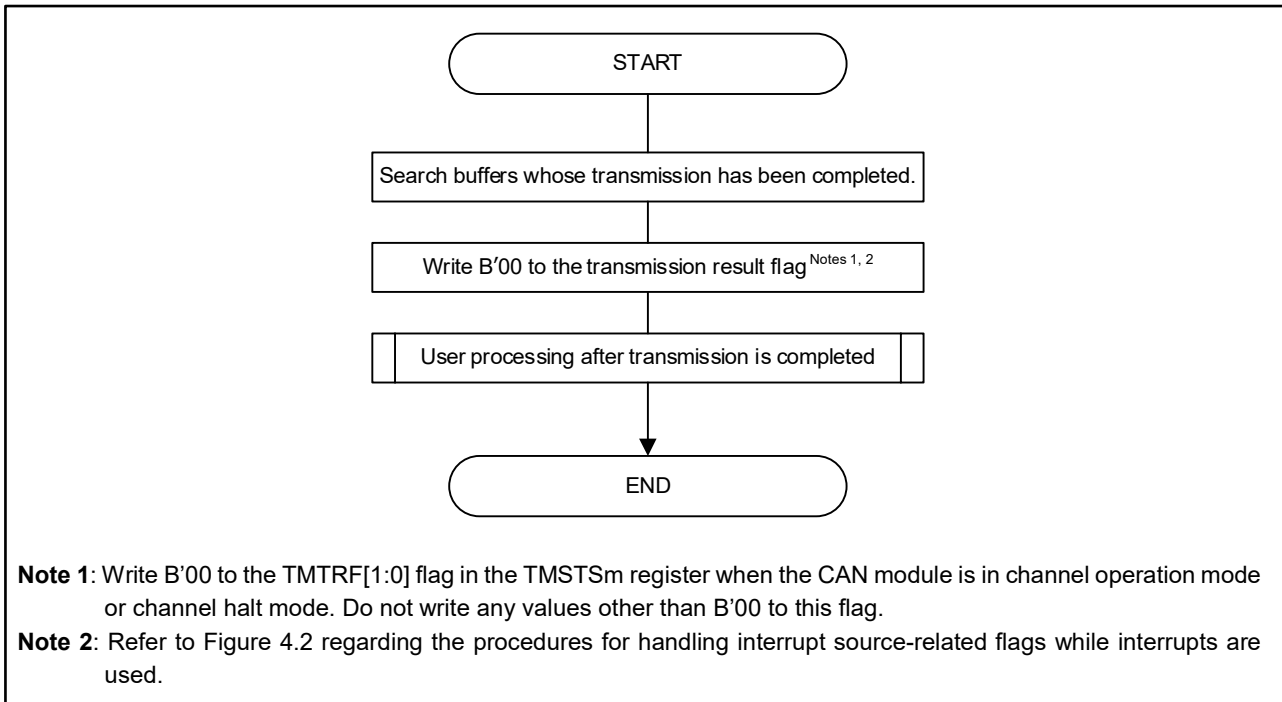 START
Search buffers whose transmission has been completed.
Write B’00 to the transmission result flag Notes 1, 2
User processing after transmission is completed
END
Note 1: Write B’00 to the TMTRF[1:0] flag in the TMSTSm register when the CAN module is in channel operation mode
or channel halt mode. Do not write any values other than B’00 to this flag.
Note 2: Refer to Figure 4.2 regarding the procedures for handling interrupt source-related flags while interrupts are
used.